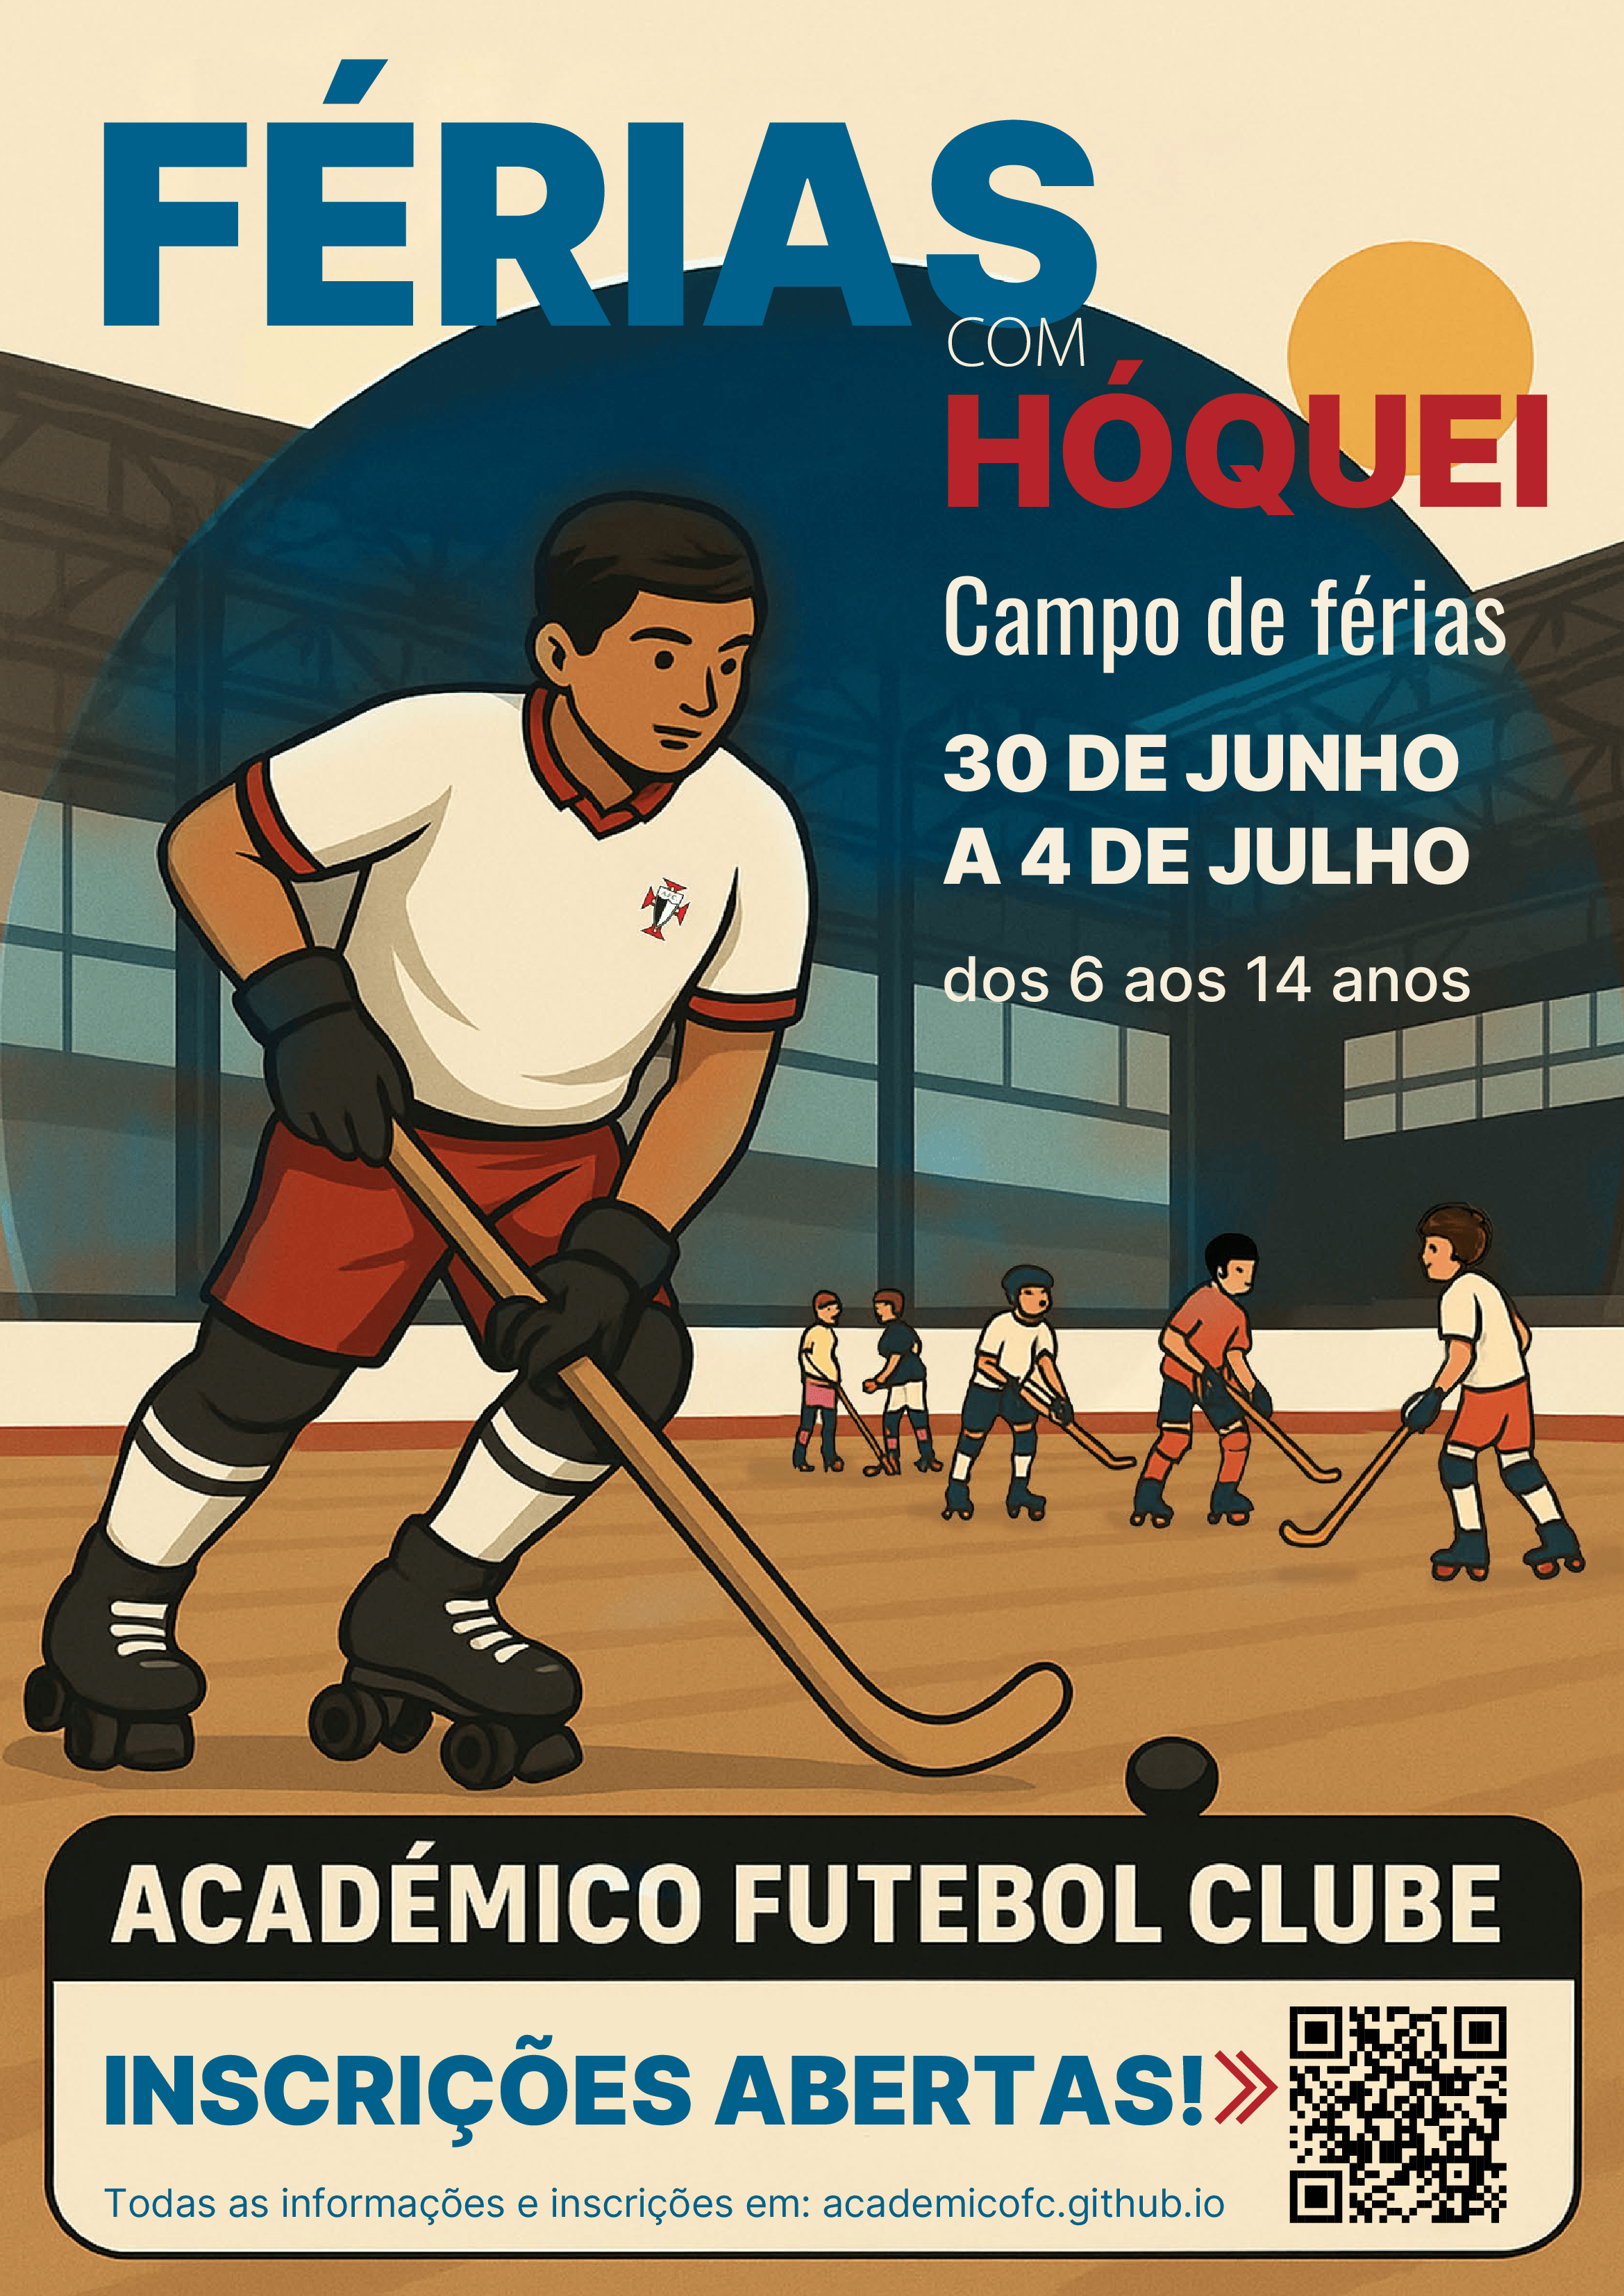 FÉRIAS
COM
HÓQUEI
Campo de férias
30 DE JUNHO
A 4 DE JULHO
dos 6 aos 14 anos
ACADÉMICO FUTEBOL CLUBE
INSCRIÇÕES ABERTAS!
Todas as informações e inscrições em: academicofc.github.io